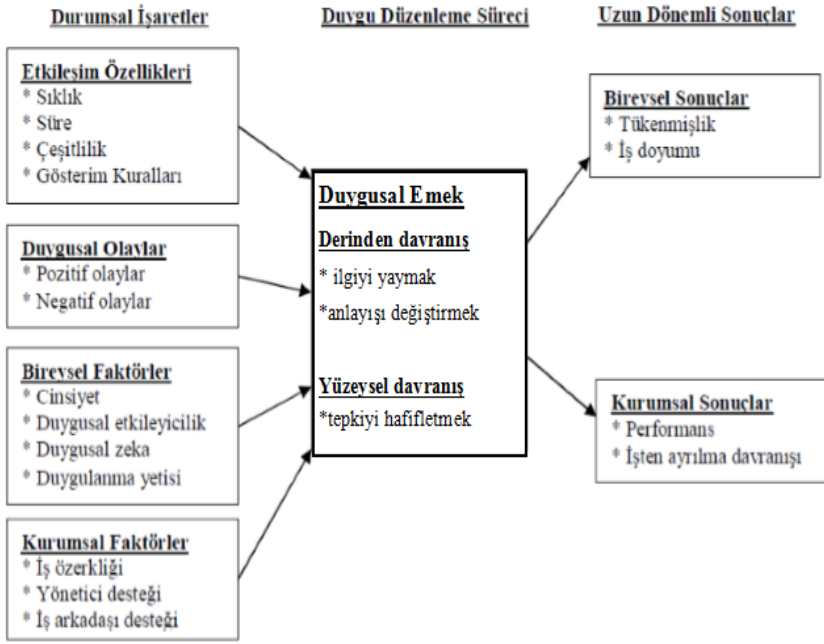 Durumsal İşaretler
Duygu Düzenleme Süreci
Uzun Dönemli Sonuçlar
Etkileşim Özellikleri
* Sıklık
* Süre
* Çeşitlilik
* Gösterim Kuralları
Duygusal Olaylar
* Pozitif olaylar
* Negatif olaylar
Bireysel Faktörler
* Cinsiyet
* Duygusal etkileyicilik
* Duygusal zeka
* Duygulanma yetisi
Kurumsal Faktörler
* İş özerkliği
* Yönetici desteği
* İş arkadaşı desteği
Duygusal Emek
Derinden davranış
* ilgiyi yaymak
*anlayışı değiştirmek
Yüzeysel davranış
*tepkiyi hafifletmek
Bireysel Sonuçlar
* Tükenmişlik
* İş doyumu
Kurumsal Sonuçlar
* Performans
* İşten ayrılma davranışı